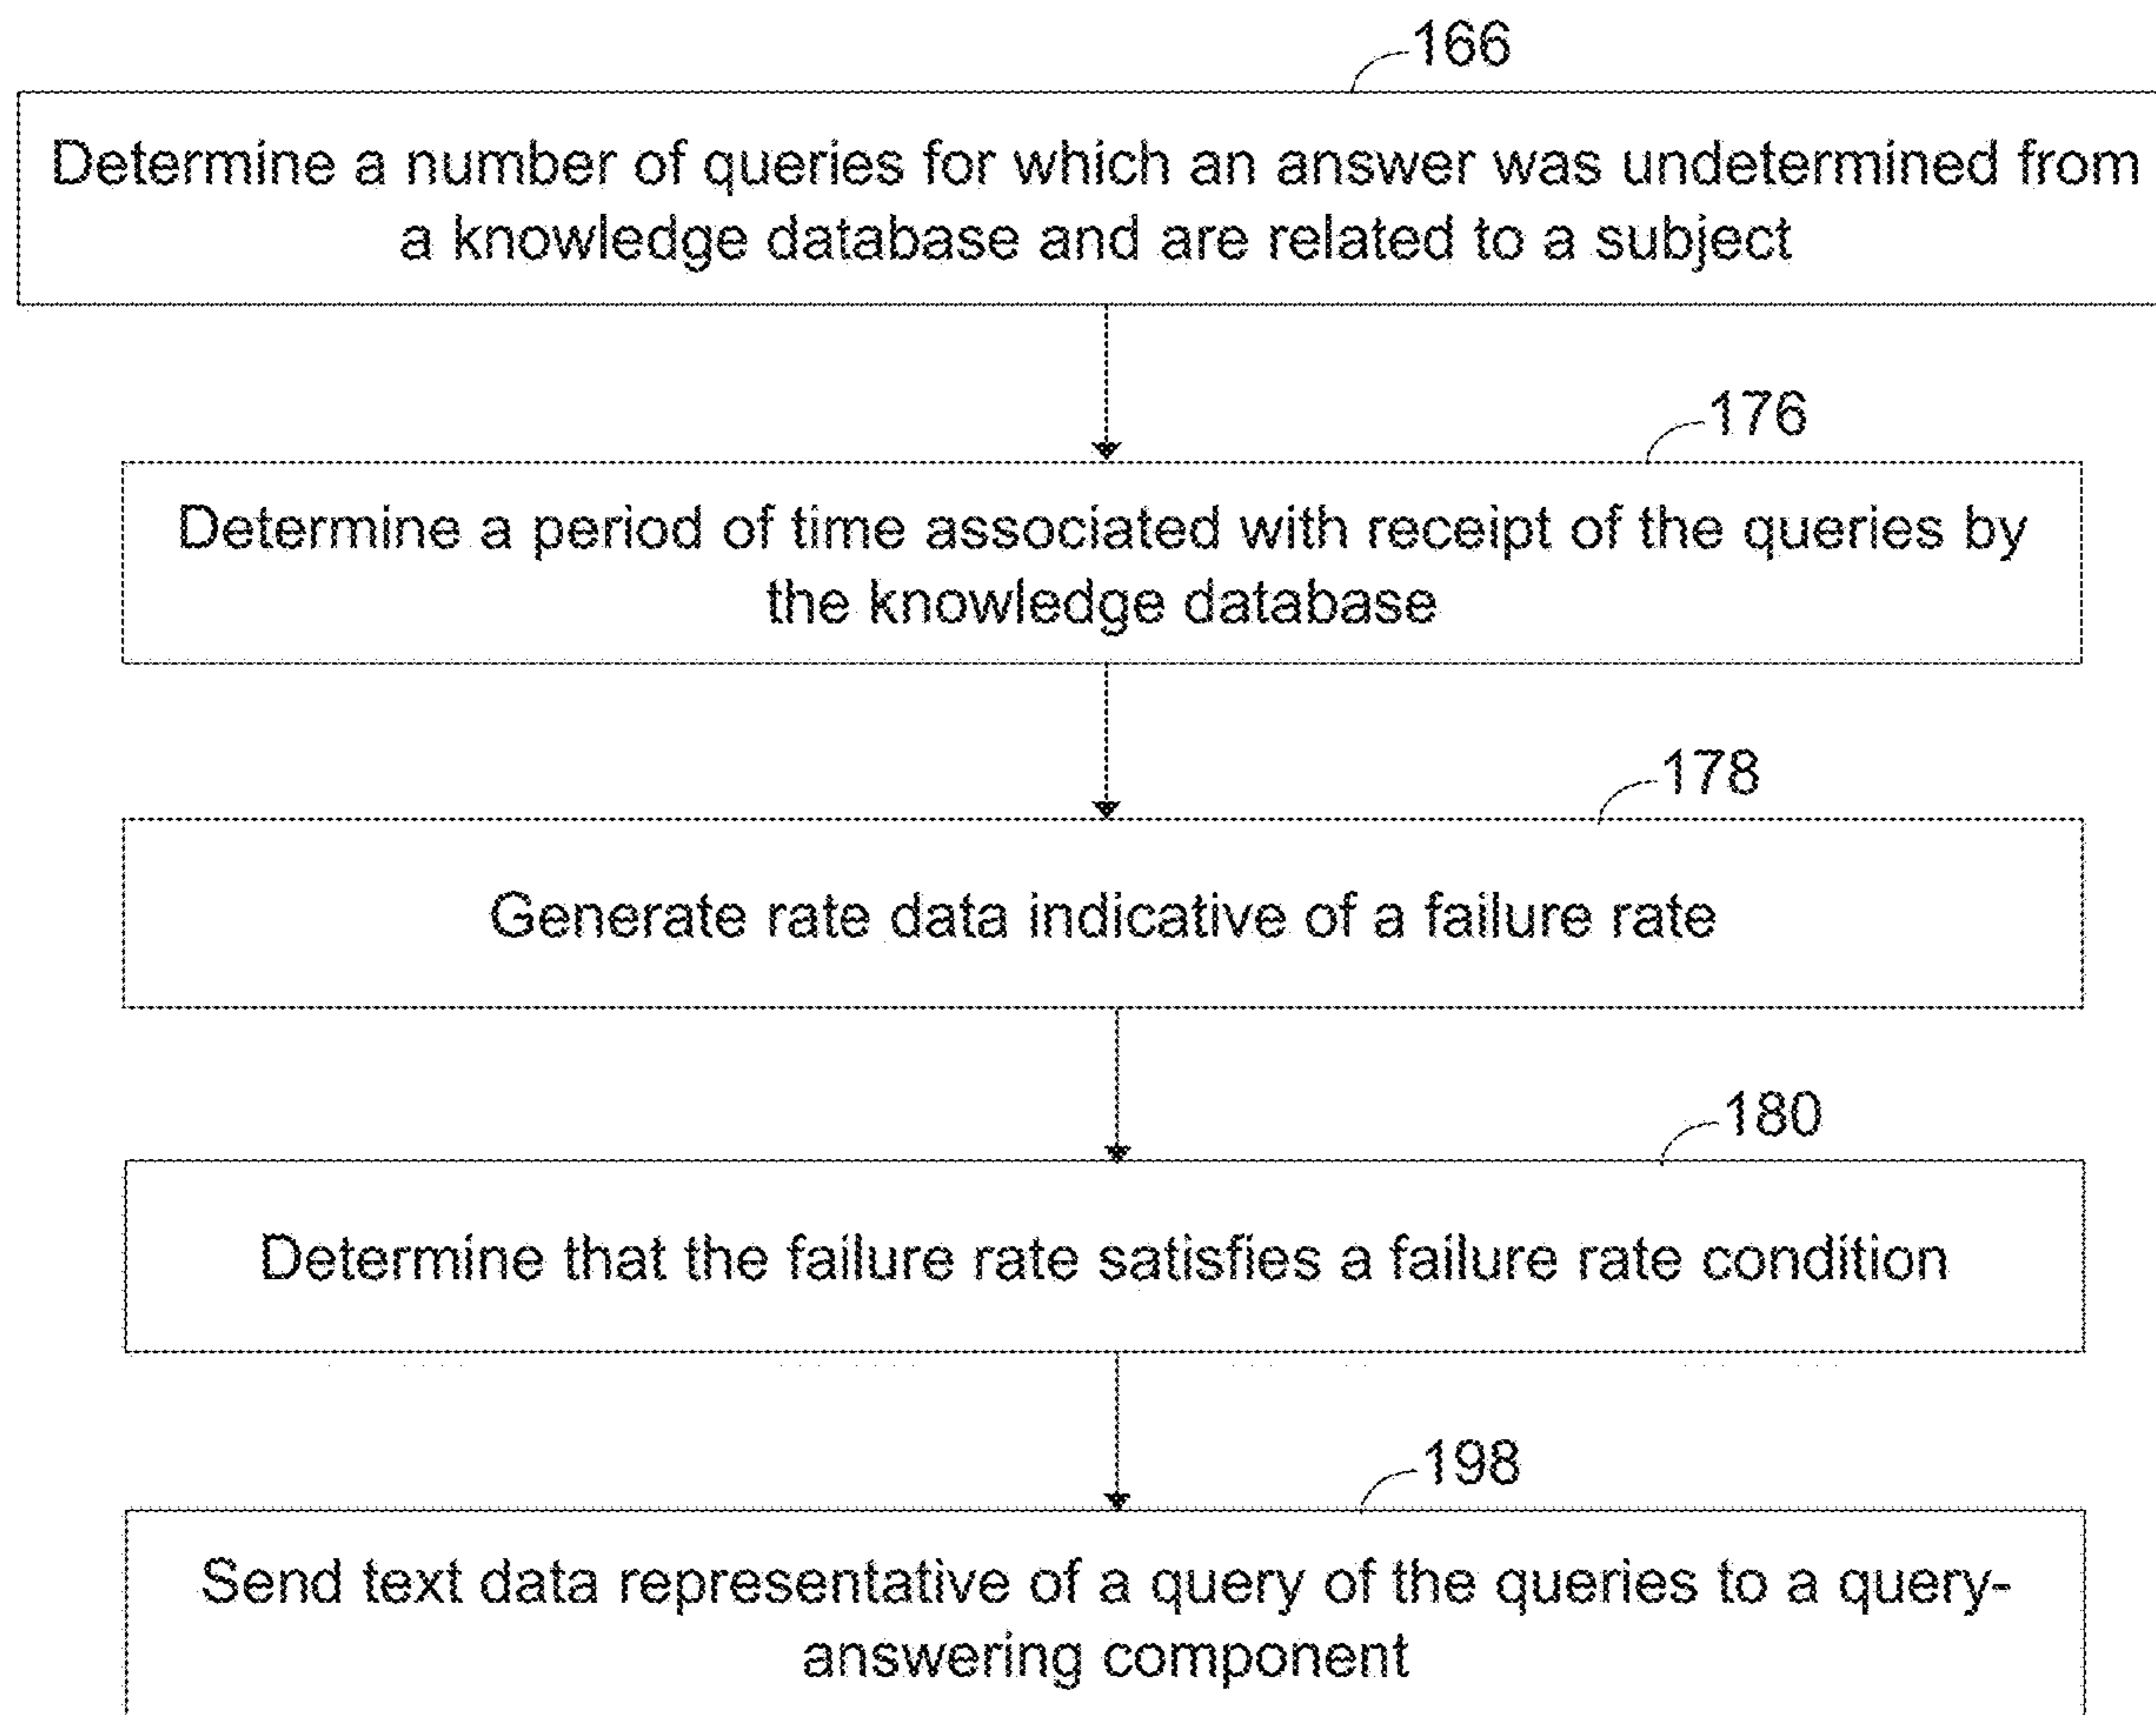 166
Determine a number of queries for which an answer was undetermined from
a knowledge database and are related to a subject
176
Determine a period of time associated with receipt of the queries by
the knowledge database
178
Generate rate data indicative of a failure rate
180
Determine that the failure rate satisfies a failure rate condition
198
Send text data representative of a query of the queries to a query-
answering component